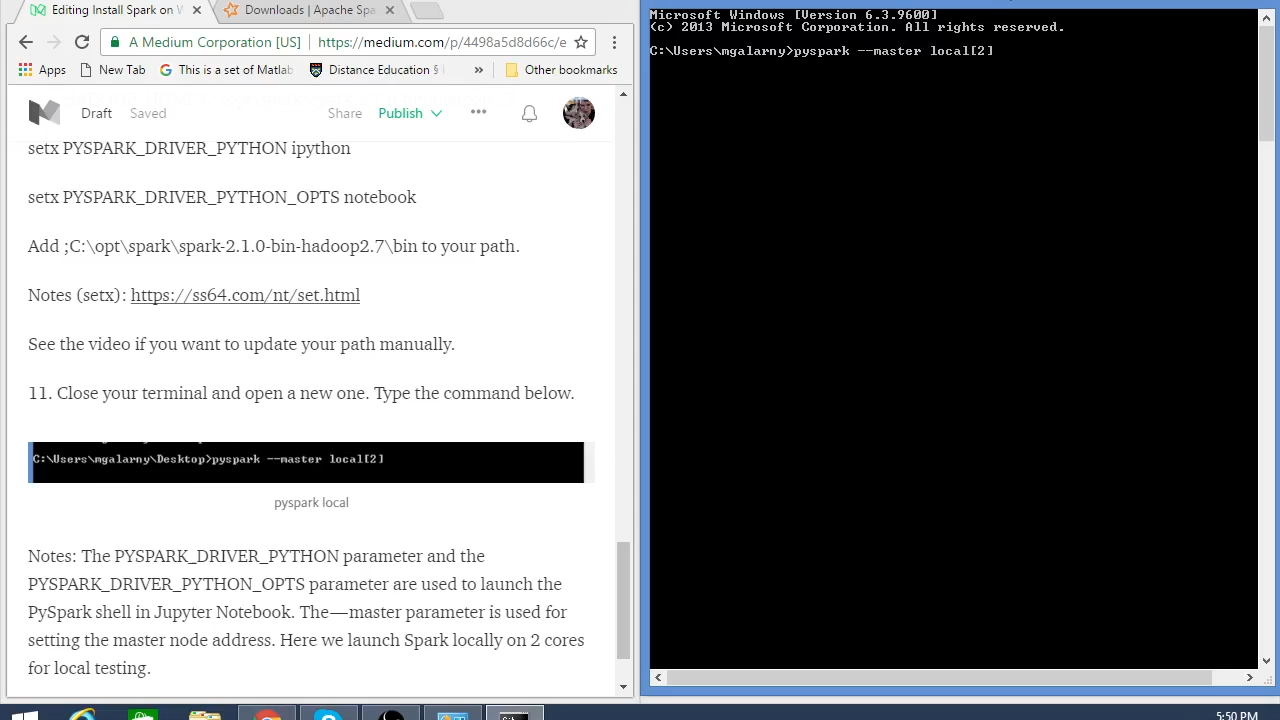 Editing Install Spark on W
Downloads | Apache Spa
A Medium Corporation [US]
https://medium.com/p/4498a5d8d66c/e
Apps
New Tab
This is a set of Matlab
Distance Education §
»
Other bookmarks
Draft
Saved
Share
Publish
setx PYSPARK_DRIVER_PYTHON ipython
setx PYSPARK_DRIVER_PYTHON_OPTS notebook
Add ;C:\opt\spark\spark-2.1.0-bin-hadoop2.7\bin to your path.
Notes (setx): https://ss64.com/nt/set.html
See the video if you want to update your path manually.
11. Close your terminal and open a new one. Type the command below.
C:\Users\mgalarny\Desktop>pyspark --master local[2]
pyspark local
Notes: The PYSPARK_DRIVER_PYTHON parameter and the
PYSPARK_DRIVER_PYTHON_OPTS parameter are used to launch the
PySpark shell in Jupyter Notebook. The—master parameter is used for
setting the master node address. Here we launch Spark locally on 2 cores
for local testing.
Microsoft Windows [Version 6.3.9600]
(c) 2013 Microsoft Corporation. All rights reserved.
C:\Users\mgalarny>pyspark --master local[2]
5:50 PM